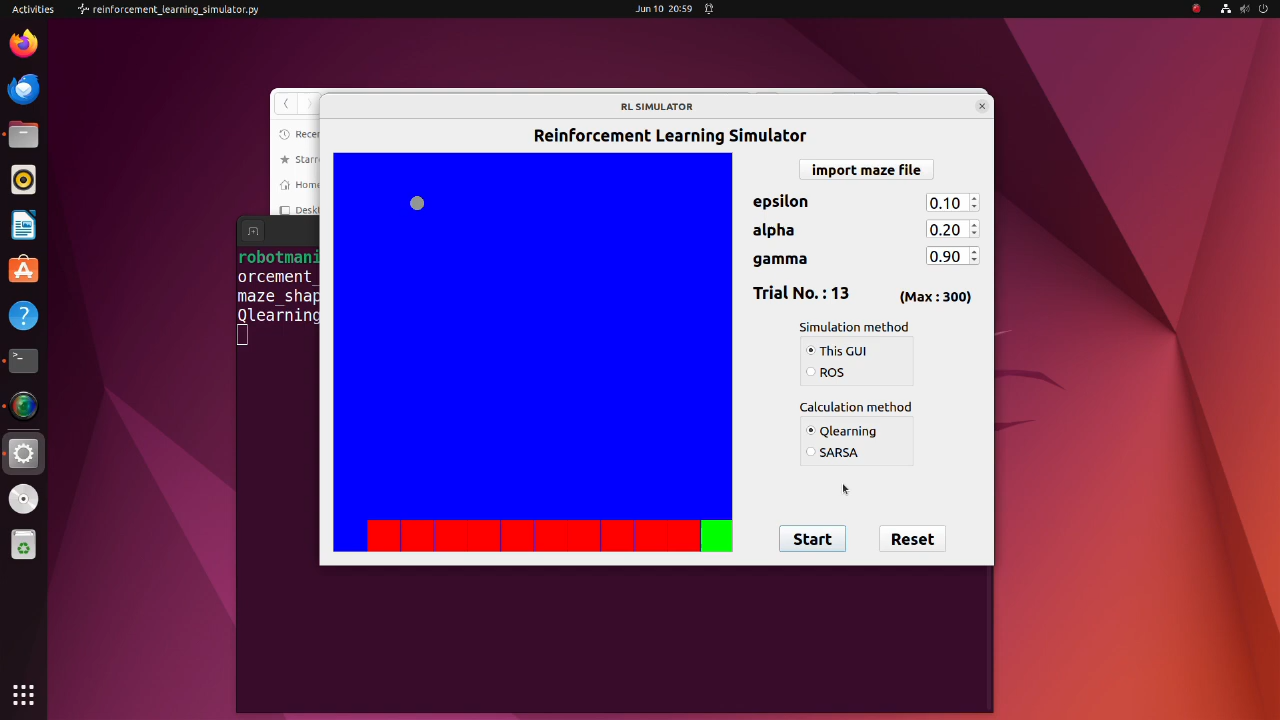 Activities
reinforcement_learning_simulator.py
Jun 10 20:59
RL SIMULATOR
Reinforcement Learning Simulator
import maze file
epsilon 0.10
alpha 0.20
gamma 0.90
Trial No. : 13 (Max : 300)
Simulation method
This GUI
ROS
Calculation method
Qlearning
SARSA
Start
Reset
Recen
Starre
Home
Deskt
robotmani
orcement_
maze_shap
Qlearning